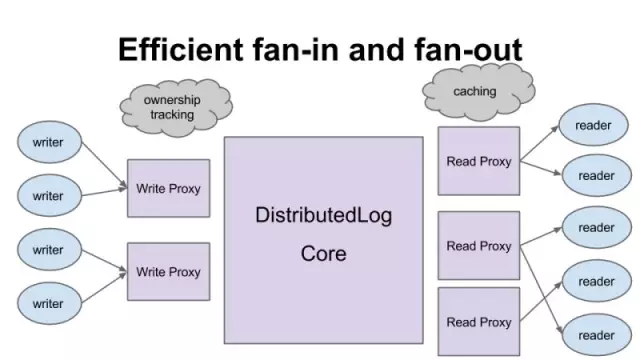 Efficient fan-in and fan-out
ownership
tracking
caching
writer
writer
writer
writer
Write Proxy
Write Proxy
DistributedLog
Core
Read Proxy
Read Proxy
Read Proxy
reader
reader
reader
reader
reader